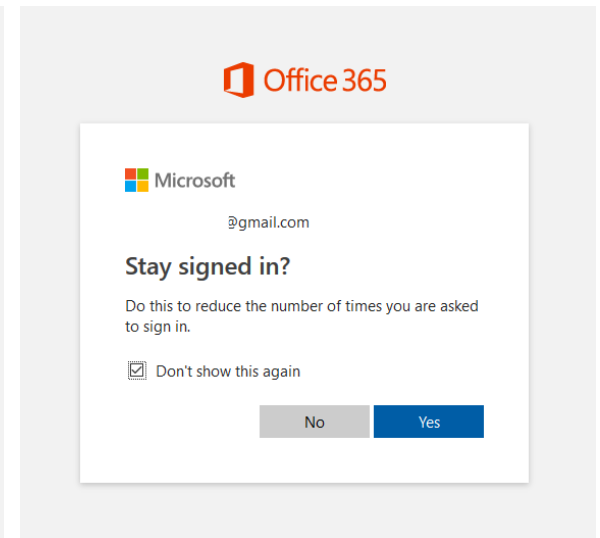 Office 365
Microsoft
@gmail.com
Stay signed in?
Do this to reduce the number of times you are asked
to sign in.
Don't show this again
No
Yes